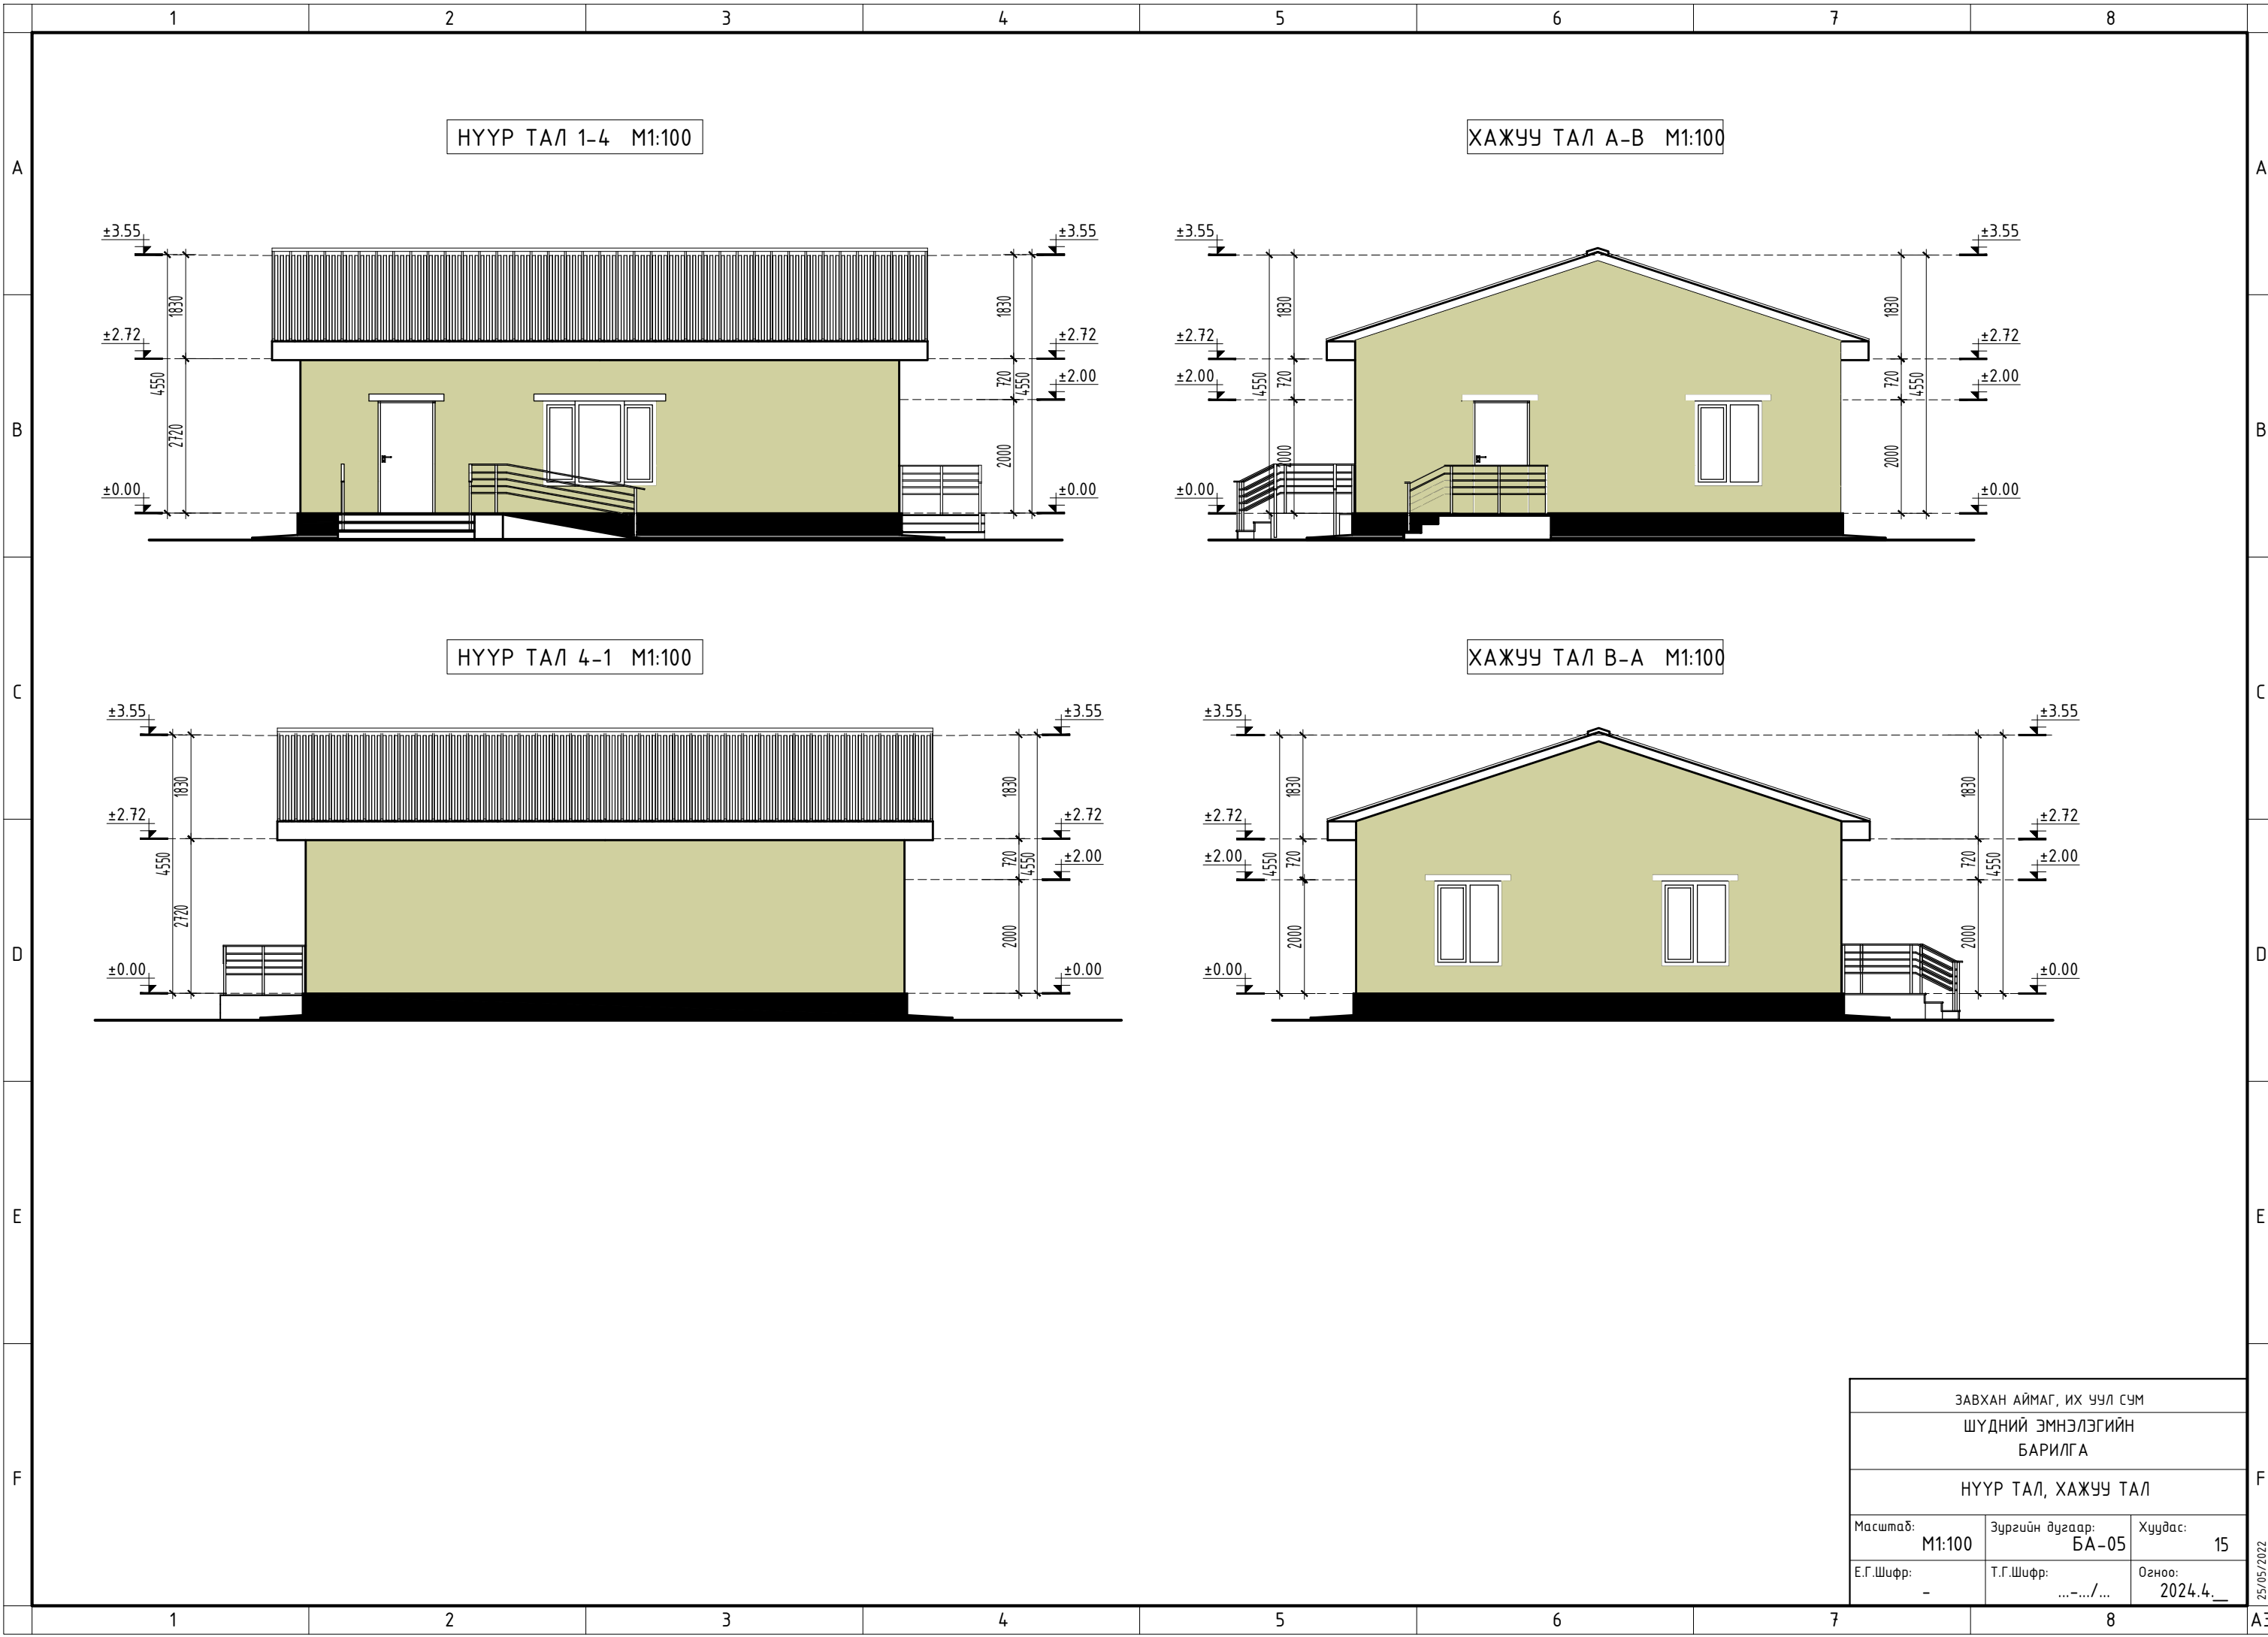 1 2 3 4 5 6 7 8
A A
B B
C C
D D
E E
F F
НҮҮР ТАЛ 1-4 М1:100
±3.55
±2.72
±0.00
1830
2720
4550
±3.55
±2.72
±2.00
±0.00
1830
720
2000
4550
ХАЖУУ ТАЛ А-В М1:100
±3.55
±2.72
±2.00
±0.00
1830
720
2000
4550
±3.55
±2.72
±2.00
±0.00
1830
720
2000
4550
НҮҮР ТАЛ 4-1 М1:100
±3.55
±2.72
±0.00
1830
2720
4550
±3.55
±2.72
±2.00
±0.00
1830
720
2000
4550
ХАЖУУ ТАЛ В-А М1:100
±3.55
±2.72
±2.00
±0.00
1830
720
2000
4550
±3.55
±2.72
±2.00
±0.00
1830
720
2000
4550
ЗАВХАН АЙМАГ, ИХ УУЛ СУМ
ШҮДНИЙ ЭМНЭЛЭГИЙН
БАРИЛГА
НҮҮР ТАЛ, ХАЖУУ ТАЛ
Масштаб: М1:100
Зургийн дугаар: БА-05
Хуудас: 15
Е.Г.Шифр: -
Т.Г.Шифр: ...-.../...
Огноо: 2024.4.__
25/05/2022
1 2 3 4 5 6 7 8
A3